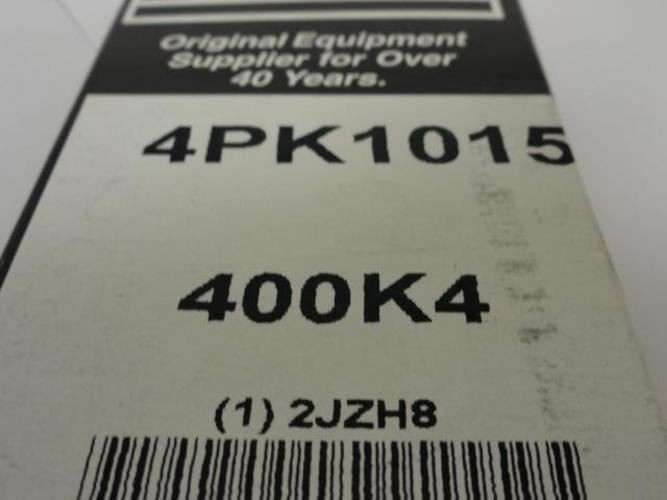 Original Equipment
Supplier for Over
40 Years.
4PK1015
400K4
(1) 2JZH8